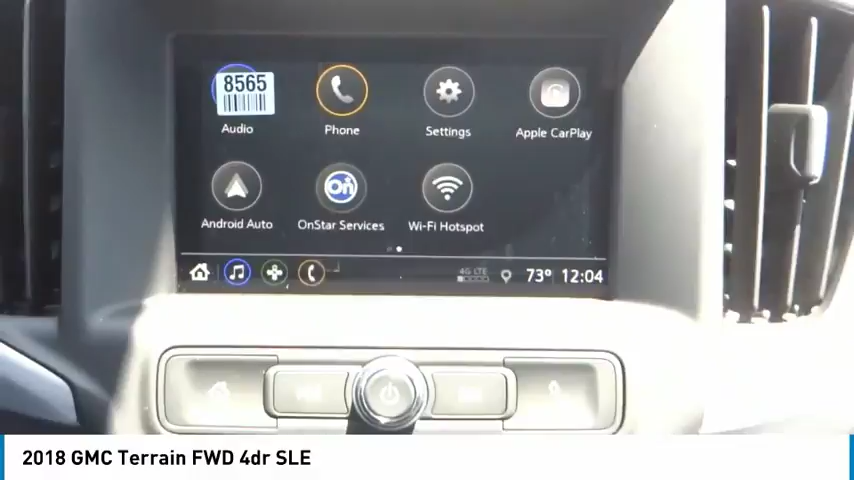 8565
Audio Phone Settings Apple CarPlay
On
Android Auto OnStar Services Wi-Fi Hotspot
4G LTE 73° 12:04
2018 GMC Terrain FWD 4dr SLE